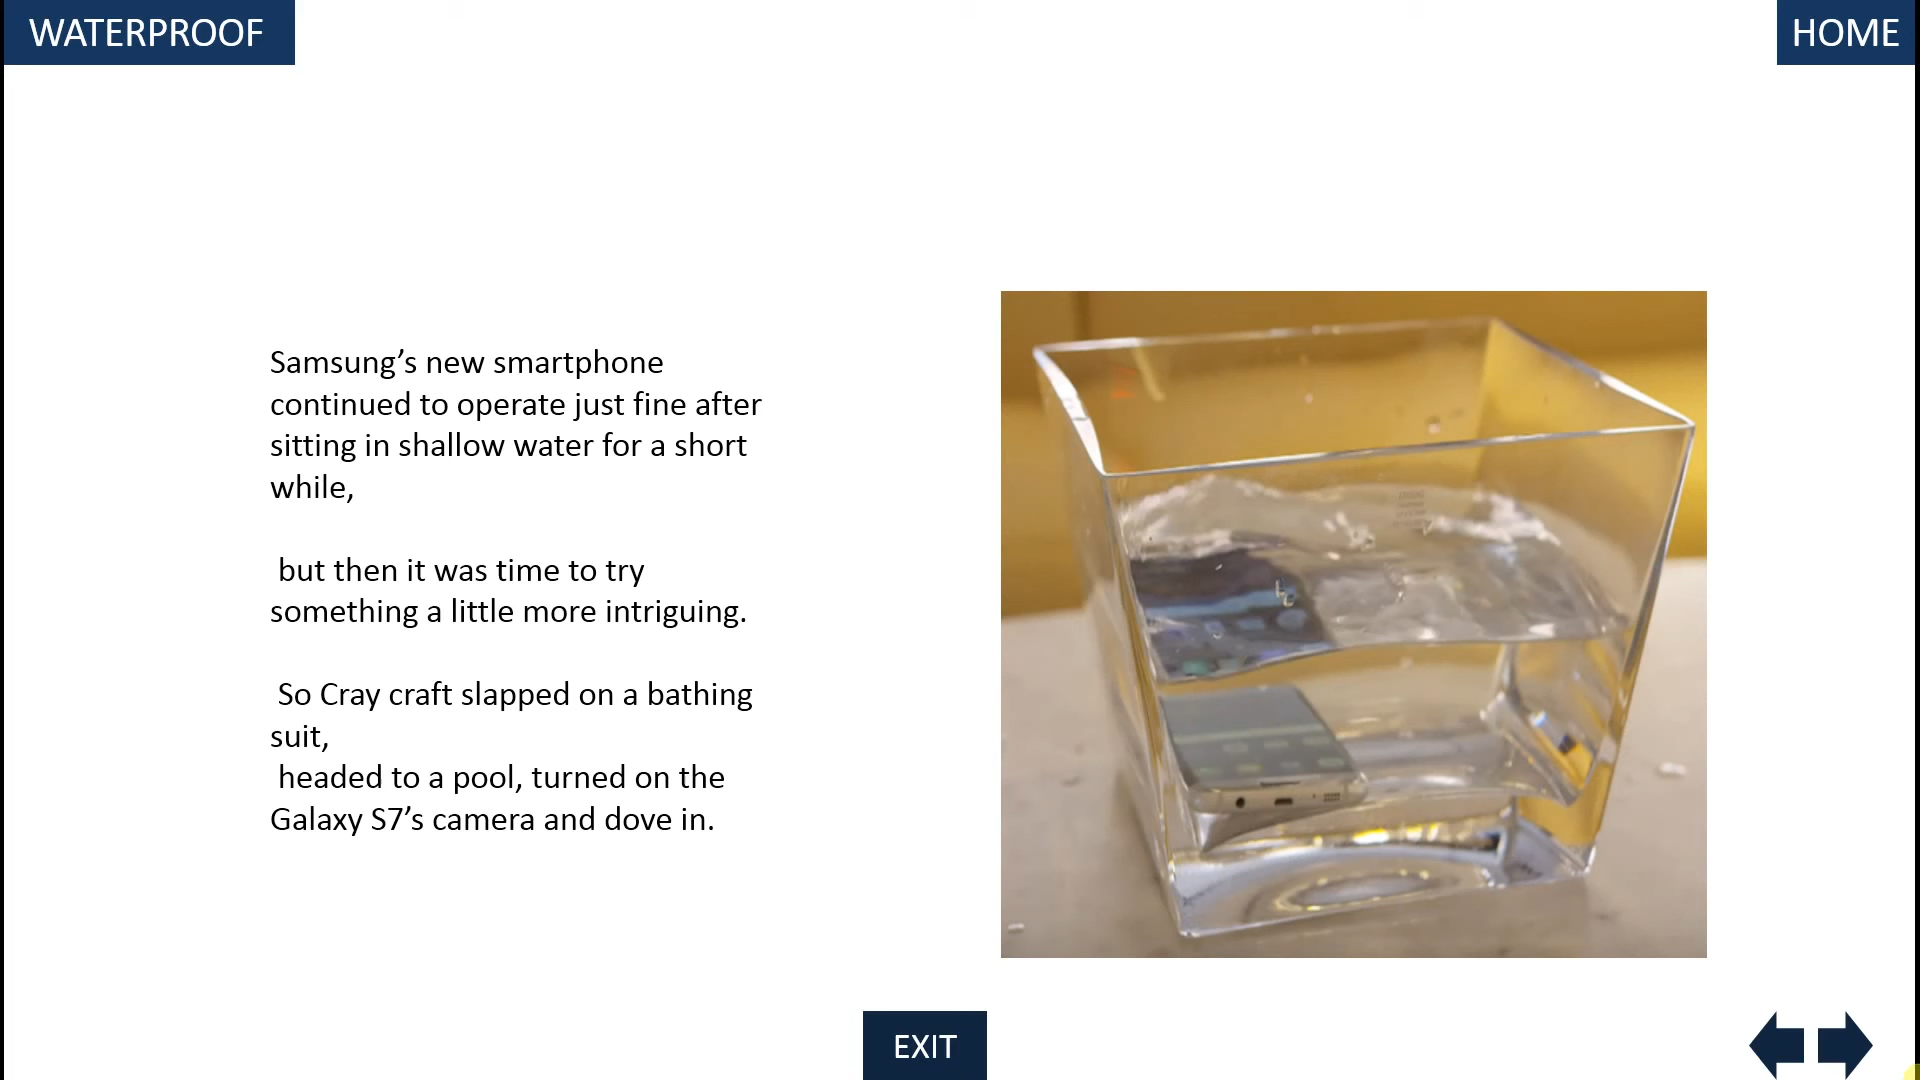 WATERPROOF
HOME
Samsung’s new smartphone
continued to operate just fine after
sitting in shallow water for a short
while,
but then it was time to try
something a little more intriguing.
So Cray craft slapped on a bathing
suit,
headed to a pool, turned on the
Galaxy S7’s camera and dove in.
EXIT